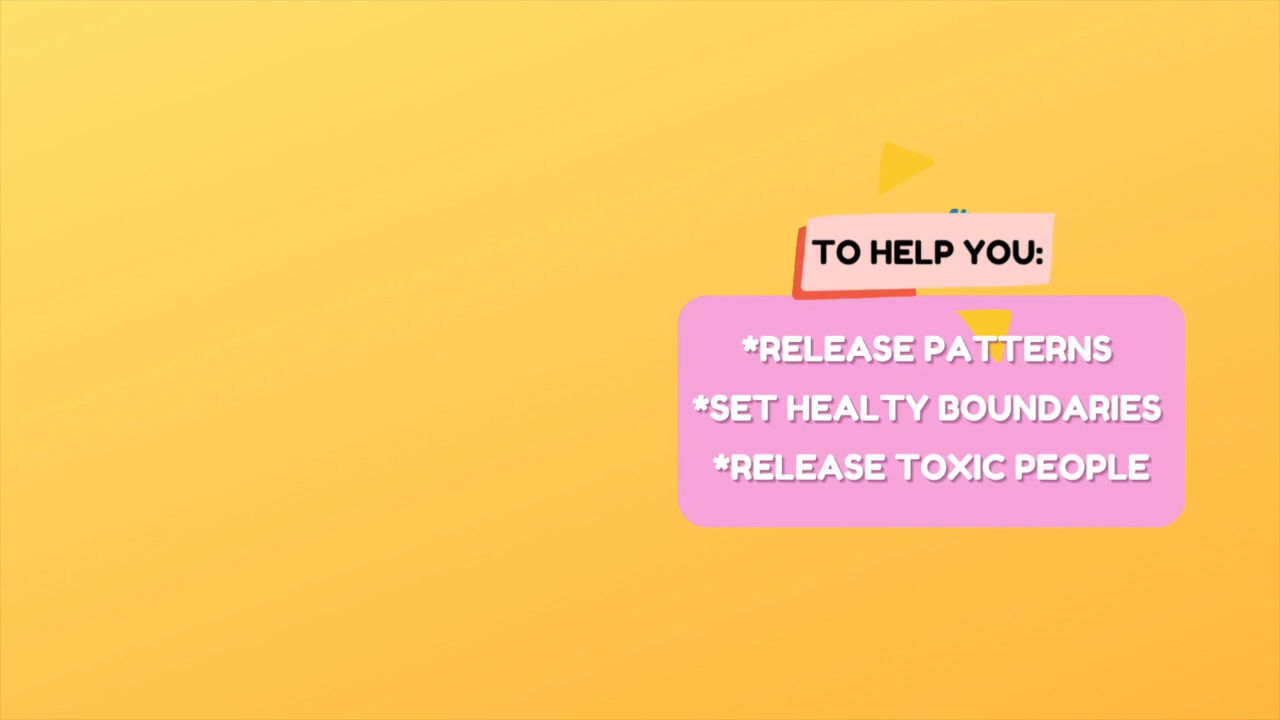 TO HELP YOU:
*RELEASE PATTERNS
*SET HEALTY BOUNDARIES
*RELEASE TOXIC PEOPLE